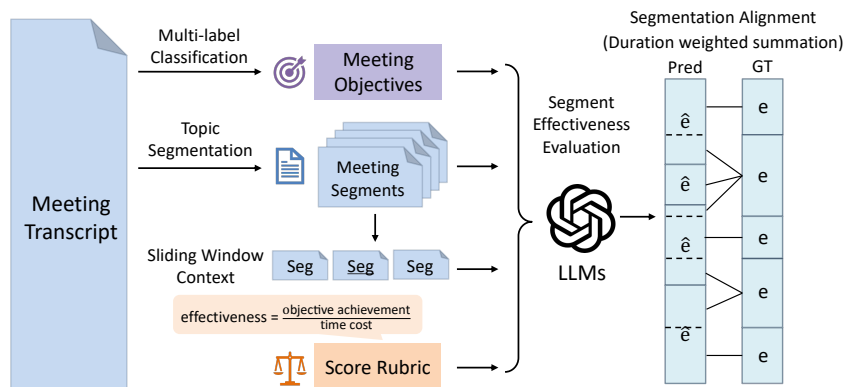 Meeting
Transcript
Multi-label
Classification
Meeting
Objectives
Topic
Segmentation
Meeting
Segments
Sliding Window
Context
Seg
Seg
Seg
effectiveness = objective achievement
time cost
Score Rubric
Segment
Effectiveness
Evaluation
LLMs
Segmentation Alignment
(Duration weighted summation)
Pred
GT
ê
e
ê
e
ê
e
ê
e
e